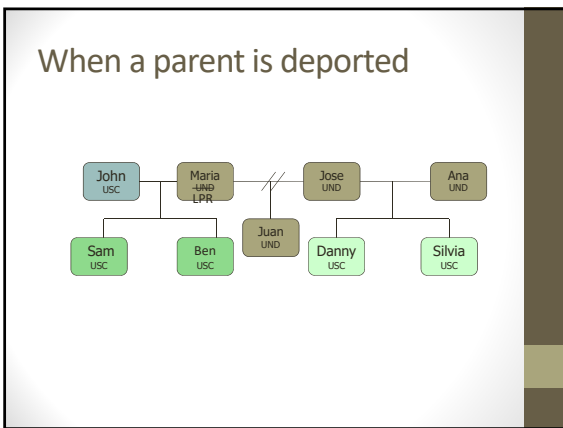 When a parent is deported
John
USC
Maria
UND
LPR
Jose
UND
Ana
UND
Juan
UND
Sam
USC
Ben
USC
Danny
USC
Silvia
USC